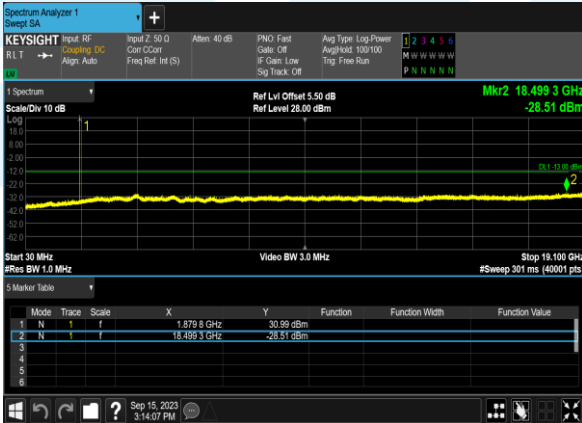 Spectrum Analyzer 1
Swept SA
+
KEYSIGHT
RLT
Input: RF
Coupling: DC
Align: Auto
Input Z: 50 Ω
Corr CCorr
Freq Ref: Int (S)
Atten: 40 dB
PNO: Fast
Gate: Off
IF Gain: Low
Sig Track: Off
Avg Type: Log-Power
Avg|Hold: 100/100
Trig: Free Run
1 2 3 4 5 6
M W W W W W
P N N N N N
1 Spectrum
Scale/Div 10 dB
Ref Lvl Offset 5.50 dB
Ref Level 28.00 dBm
Mkr2 18.499 3 GHz
-28.51 dBm
Log
18.0
8.00
-2.00
-12.0
-22.0
-32.0
-42.0
-52.0
-62.0
1
DL1 -13.00 dBm
2
Start 30 MHz
#Res BW 1.0 MHz
Video BW 3.0 MHz
Stop 19.100 GHz
#Sweep 301 ms (40001 pts
5 Marker Table
Mode Trace Scale X Y Function Function Width Function Value
1 N 1 f 1.879 8 GHz 30.99 dBm
2 N 1 f 18.499 3 GHz -28.51 dBm
3
4
5
6
?
Sep 15, 2023
3:14:07 PM